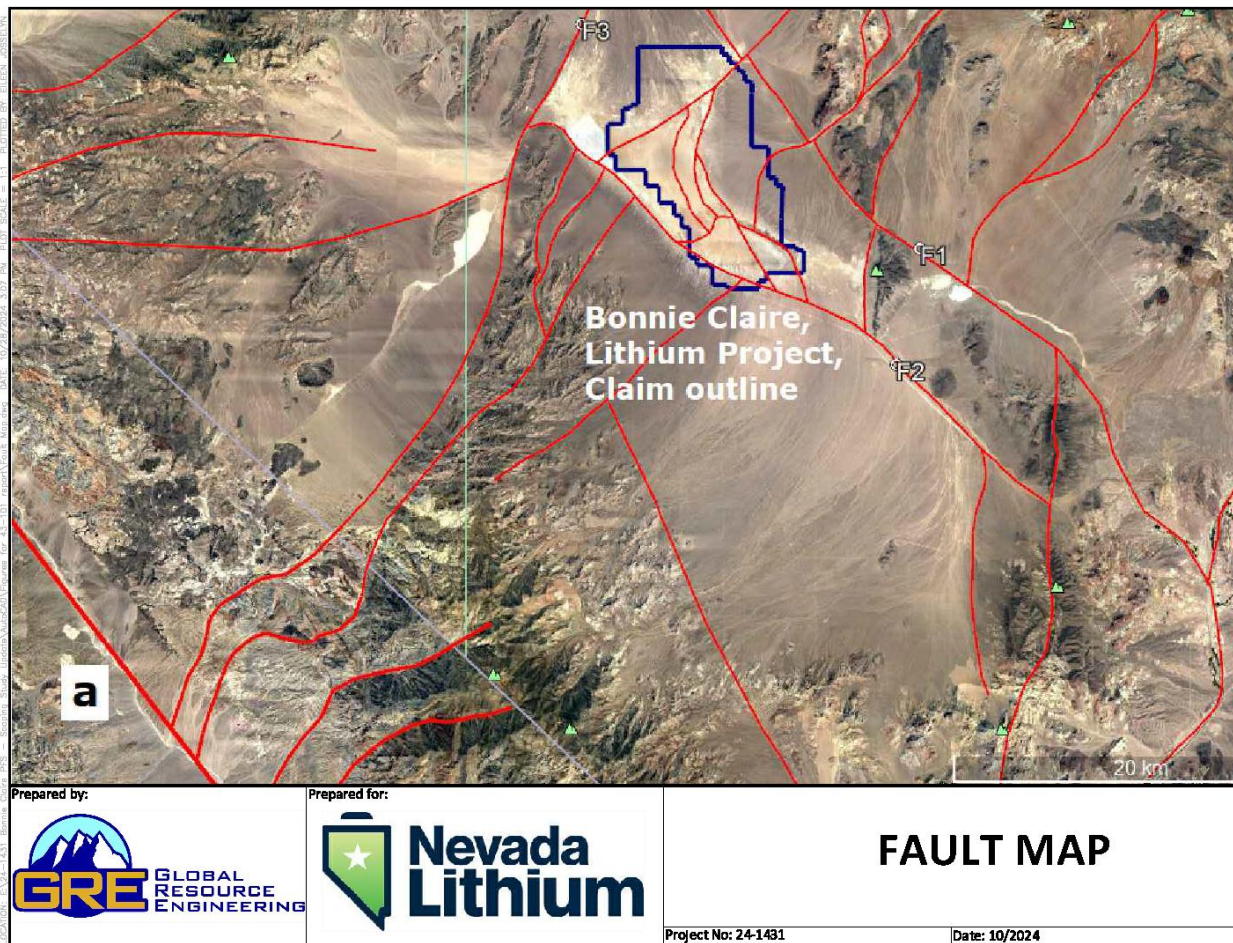 F3
F1
F2
Bonnie Claire,
Lithium Project,
Claim outline
a
20 km
Prepared by:
GRE GLOBAL
RESOURCE
ENGINEERING
Prepared for:
Nevada
Lithium
FAULT MAP
Project No: 24-1431
Date: 10/2024